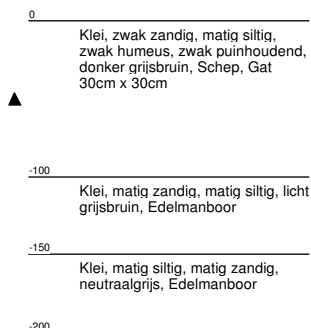 0
Klei, zwak zandig, matig siltig,
zwak humeus, zwak puinhoudend,
donker grijsbruin, Schep, Gat
30cm x 30cm
-100
Klei, matig zandig, matig siltig, licht
grijsbruin, Edelmanboor
-150
Klei, matig siltig, matig zandig,
neutraalgrijs, Edelmanboor
-200